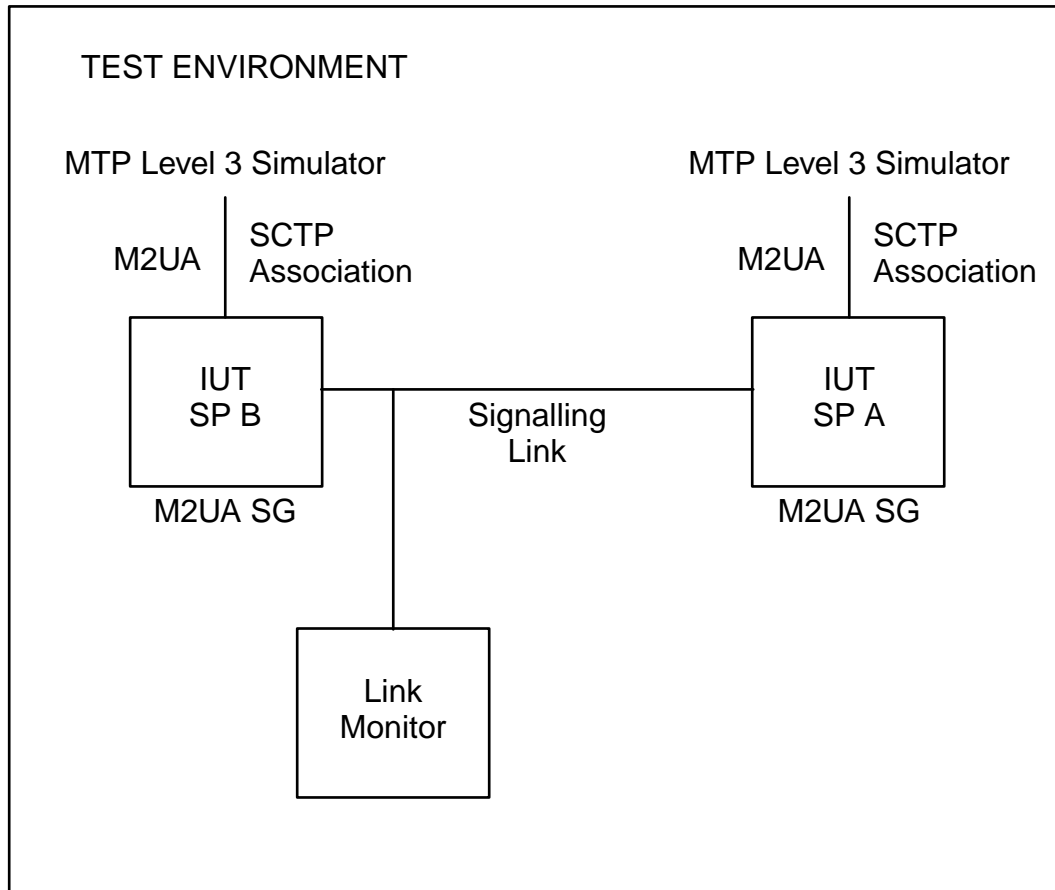 TEST ENVIRONMENT
MTP Level 3 Simulator
MTP Level 3 Simulator
M2UA
SCTP
Association
M2UA
SCTP
Association
IUT
SP B
Signalling
Link
IUT
SP A
M2UA SG
M2UA SG
Link
Monitor